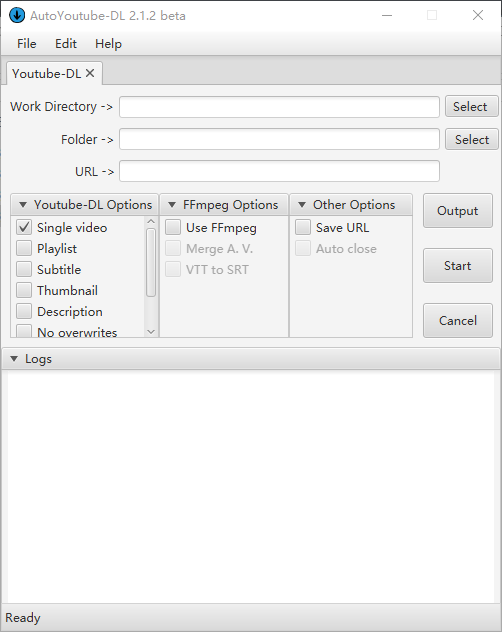 AutoYoutube-DL 2.1.2 beta
File Edit Help
Youtube-DL
Work Directory -> Select
Folder -> Select
URL ->
Youtube-DL Options FFmpeg Options Other Options Output
Single video Use FFmpeg Save URL
Playlist Merge A. V. Auto close
Subtitle VTT to SRT Start
Thumbnail
Description Cancel
No overwrites
Logs
Ready